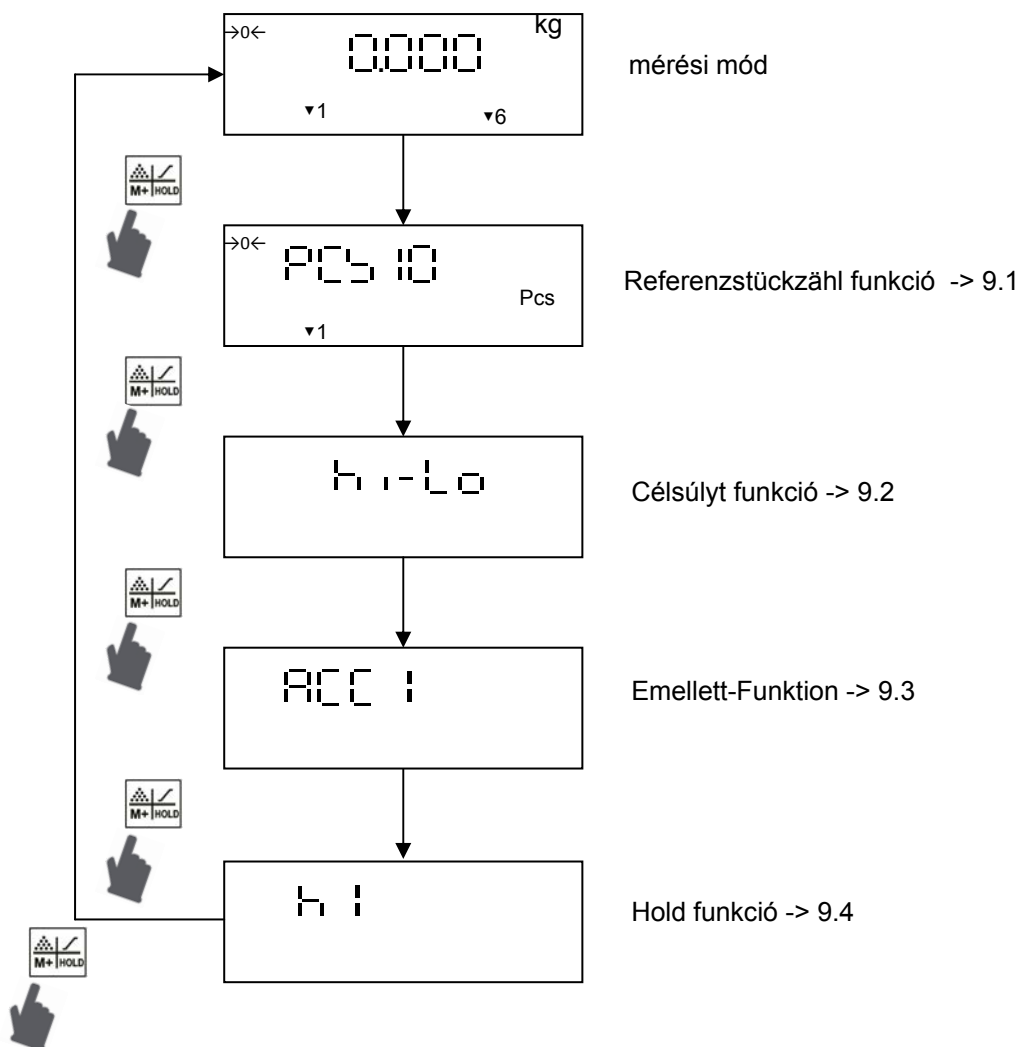 →0← kg
0.000
▼1 ▼6
mérési mód
M+ HOLD
→0←
PCS 10
Pcs
▼1
Referenzstückzähl funkció -> 9.1
M+ HOLD
hi-Lo
Célsúlyt funkció -> 9.2
M+ HOLD
ACC 1
Emellett-Funktion -> 9.3
M+ HOLD
h 1
Hold funkció -> 9.4
M+ HOLD